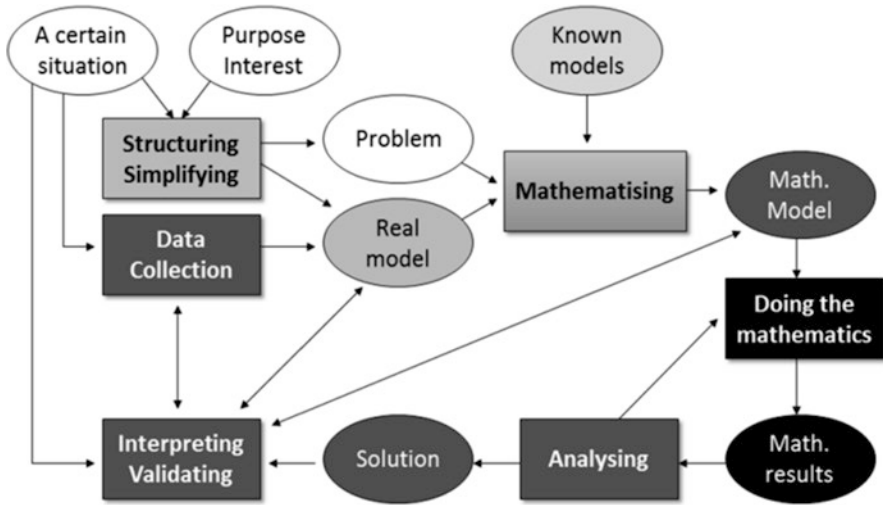 A certain
situation
Purpose
Interest
Known
models
Structuring
Simplifying
Problem
Mathematising
Math.
Model
Data
Collection
Real
model
Doing the
mathematics
Interpreting
Validating
Solution
Analysing
Math.
results